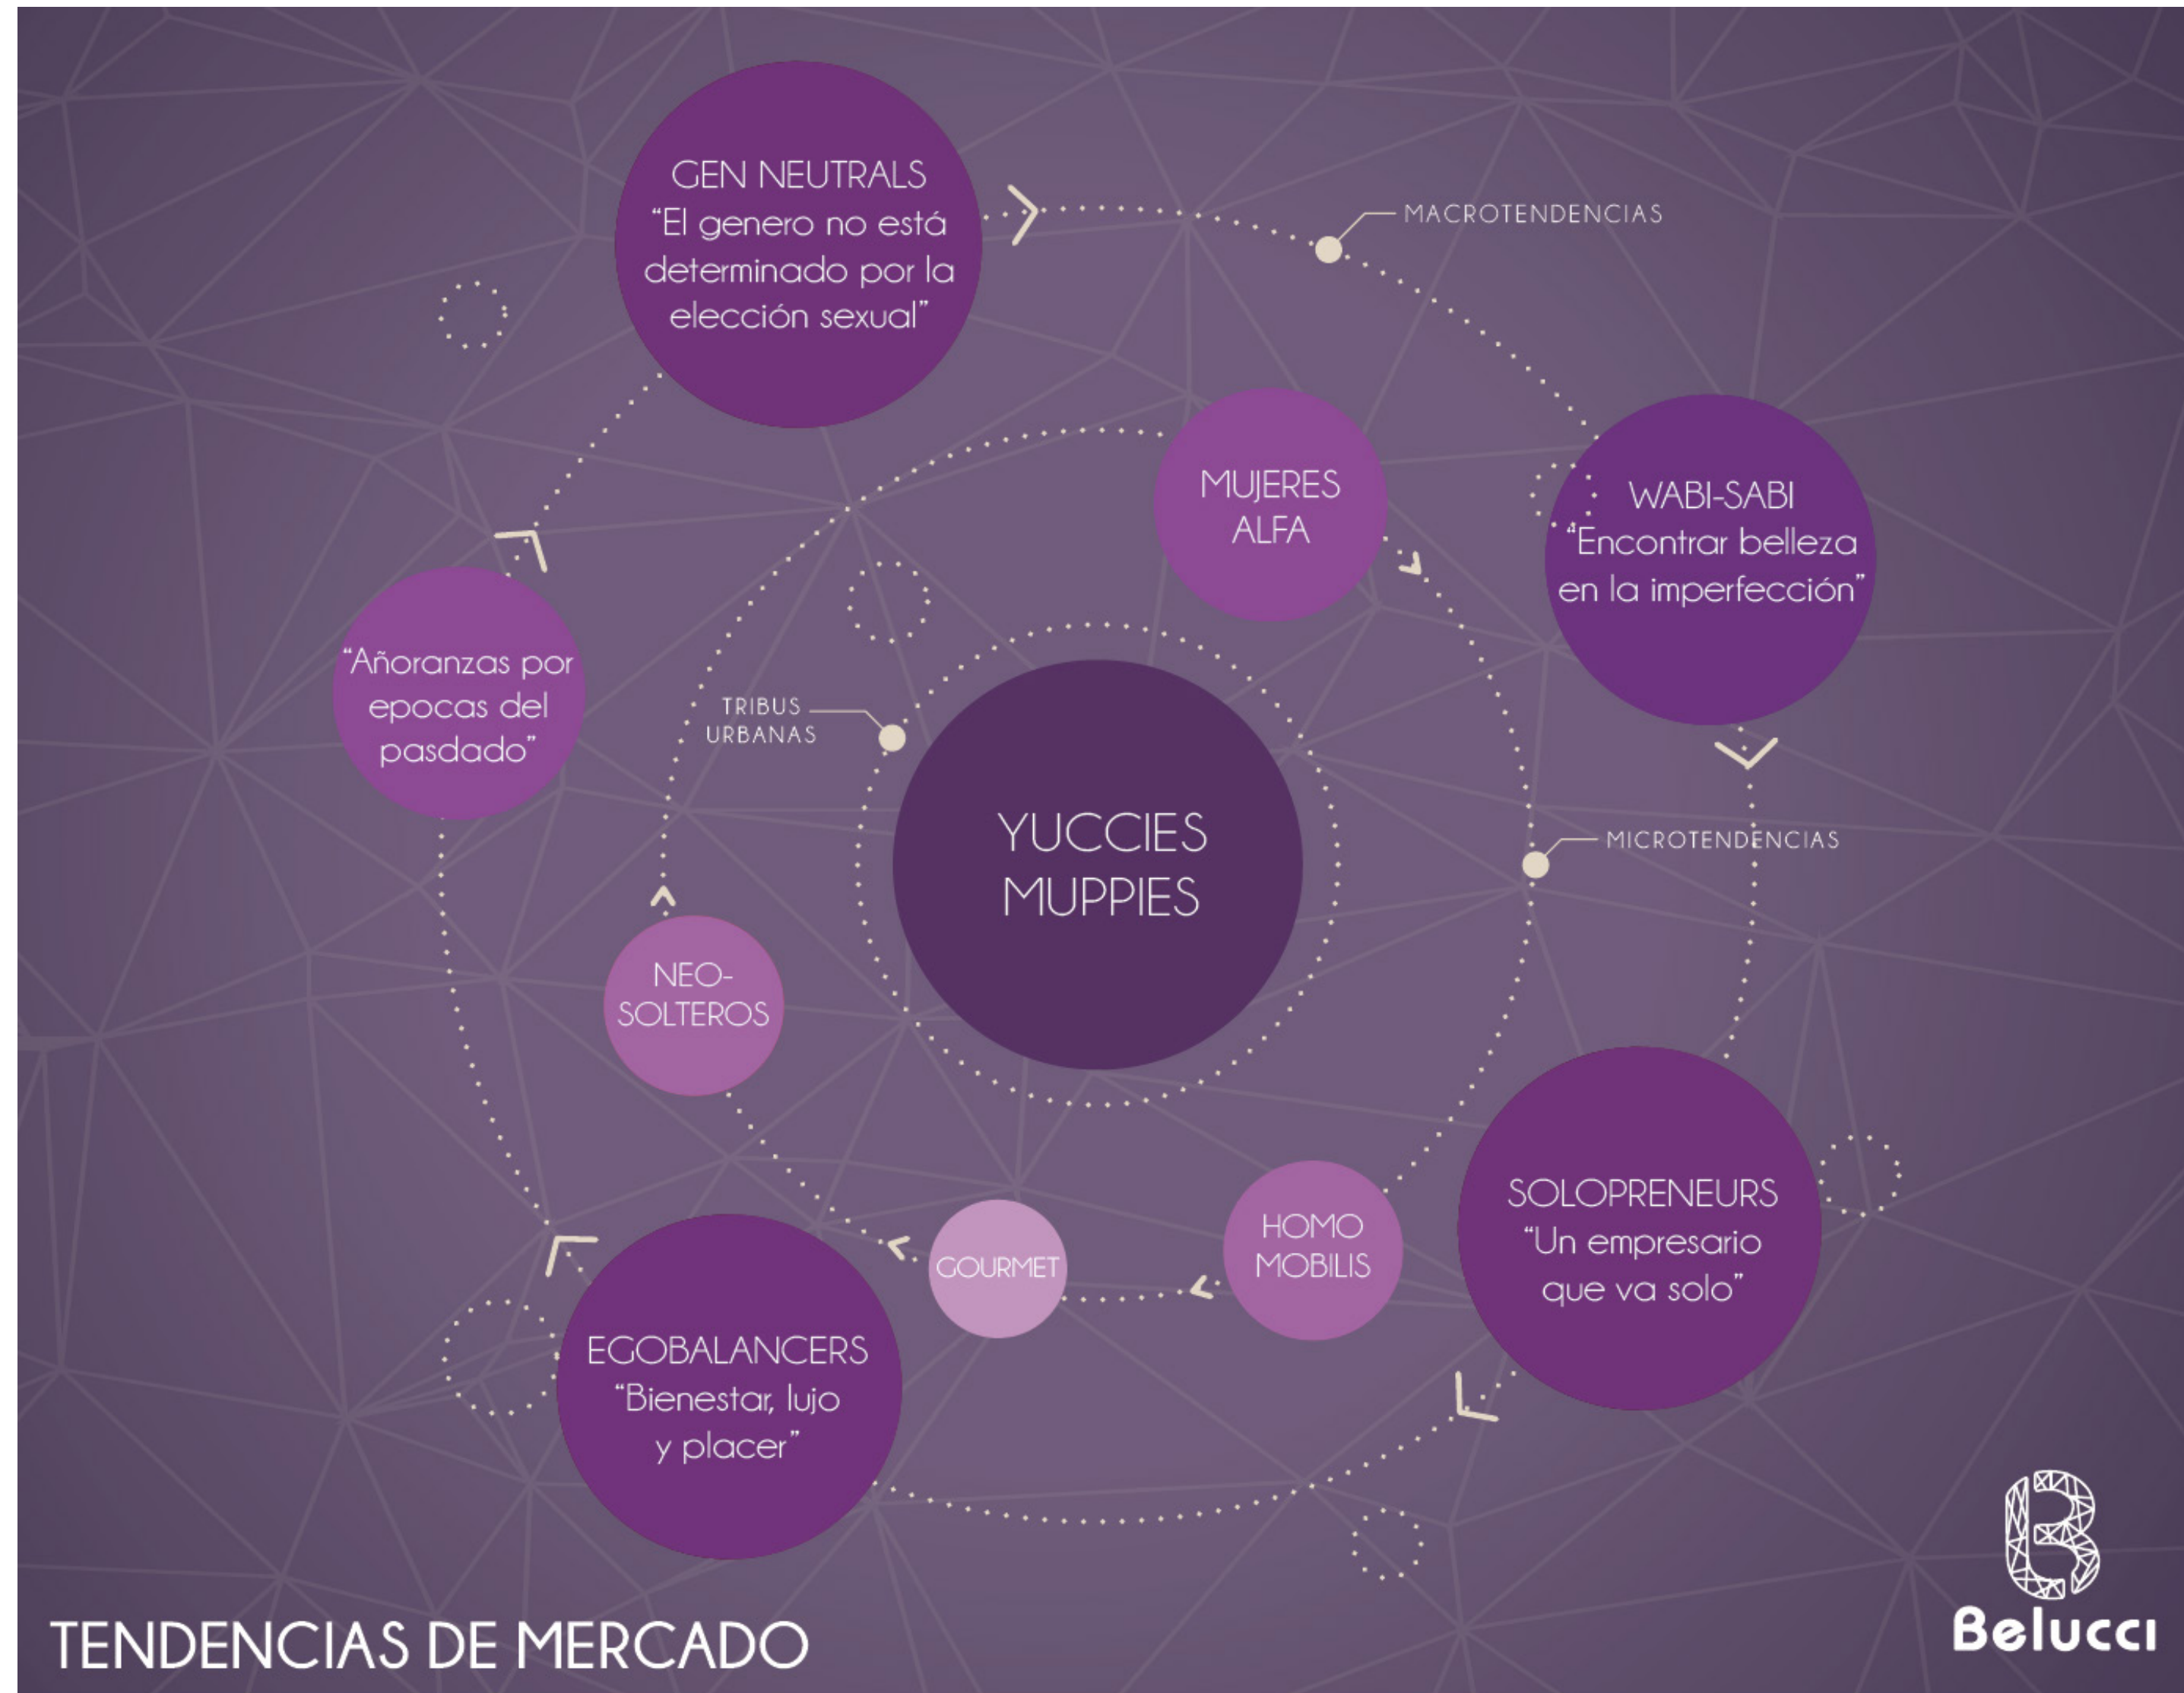 GEN NEUTRALS
“El genero no está
determinado por la
elección sexual”
MACROTENDENCIAS
MUJERES
ALFA
WABI-SABI
“Encontrar belleza
en la imperfección”
“Añoranzas por
epocas del
pasdado”
TRIBUS
URBANAS
YUCCIES
MUPPIES
MICROTENDENCIAS
NEO-
SOLTEROS
SOLOPRENEURS
“Un empresario
que va solo”
HOMO
MOBILIS
GOURMET
EGOBALANCERS
“Bienestar, lujo
y placer”
TENDENCIAS DE MERCADO
Belucci